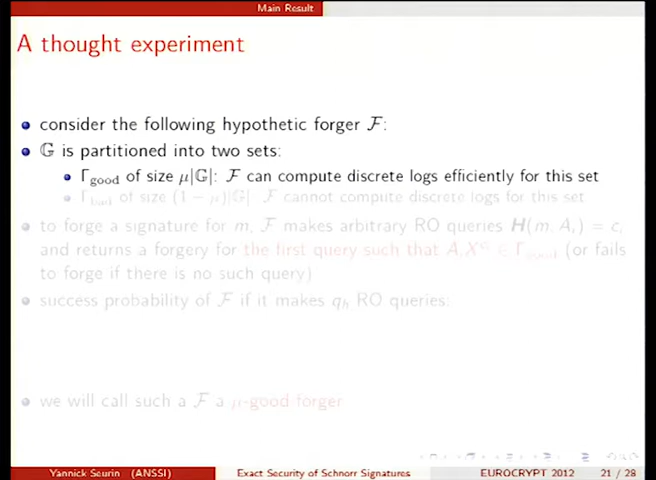 Main Result
A thought experiment
consider the following hypothetic forger F:
𝔾 is partitioned into two sets:
Γgood of size μ|𝔾|: F can compute discrete logs efficiently for this set
Γbad of size (1 − μ)|𝔾| F cannot compute discrete logs for this set
to forge a signature for m, F makes arbitrary RO queries H(m, Ai) = ci
and returns a forgery for the first query such that ∈ Γgood (or fails
to forge if there is no such query)
success probability of F if it makes qh RO queries:
we will call such a F a μ-good forger
Yannick Seurin (ANSSI) Exact Security of Schnorr Signatures EUROCRYPT 2012 21 / 28